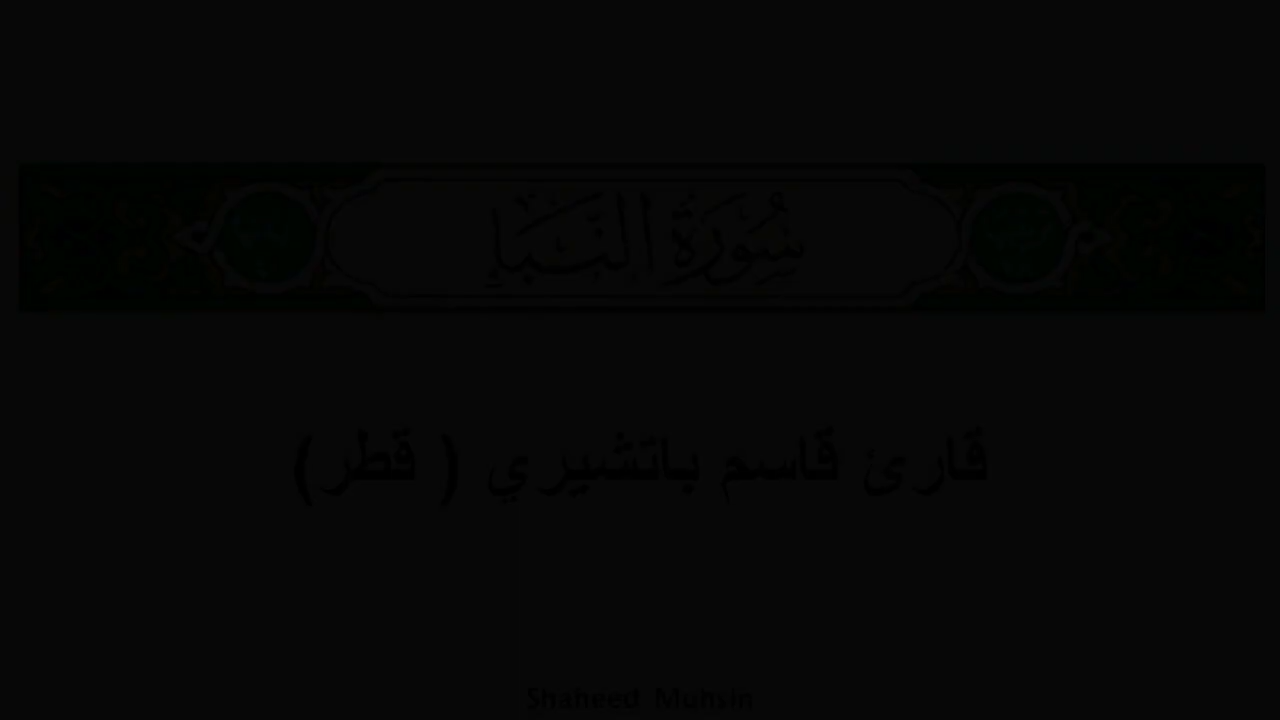 سُورَةُ النَّبَإِ
قارئ قاسم باتشيري ( قطر)
Shaheed Muhsin